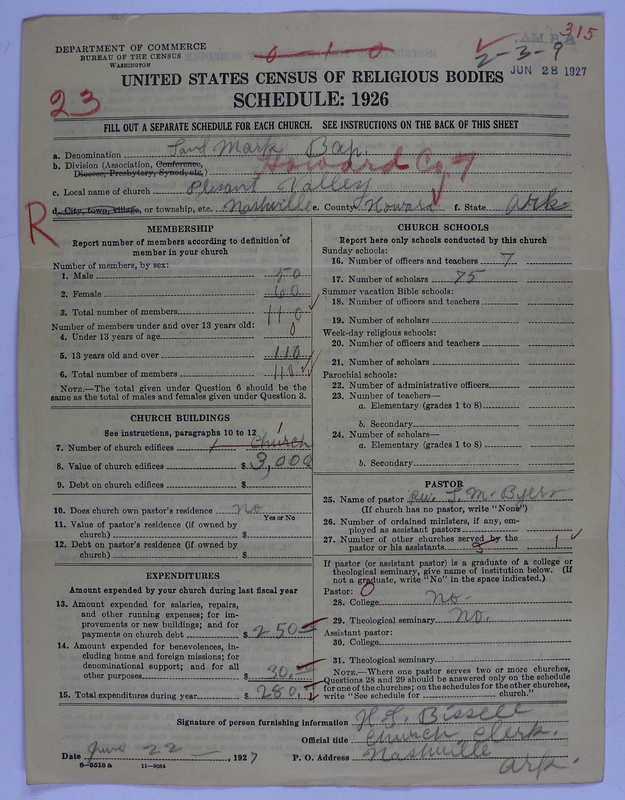 315
A.B.M.A.
0 1 0
2-3-9
JUN 28 1927
DEPARTMENT OF COMMERCE
BUREAU OF THE CENSUS
WASHINGTON
UNITED STATES CENSUS OF RELIGIOUS BODIES
SCHEDULE: 1926
23
FILL OUT A SEPARATE SCHEDULE FOR EACH CHURCH. SEE INSTRUCTIONS ON THE BACK OF THIS SHEET
a. Denomination Land Mark Bap.
b. Division (Association, Conference,
Diocese, Presbytery, Synod, etc.) Howard Co. 7
c. Local name of church Plesant Valley
d. City, town, village, or township, etc. Nashville e. County Howard f. State Ark
R
MEMBERSHIP
Report number of members according to definition of
member in your church
Number of members, by sex:
1. Male 50
2. Female 60
3. Total number of members 110
Number of members under and over 13 years old:
4. Under 13 years of age 0
5. 13 years old and over 110
6. Total number of members 110
NOTE.—The total given under Question 6 should be the
same as the total of males and females given under Question 3.
CHURCH BUILDINGS
See instructions, paragraphs 10 to 12
7. Number of church edifices 1 Church 1
8. Value of church edifices $ 3,000
9. Debt on church edifices $
10. Does church own pastor's residence no
Yes or No
11. Value of pastor's residence (if owned by
church) $
12. Debt on pastor's residence (if owned by
church) $
EXPENDITURES
Amount expended by your church during last fiscal year
13. Amount expended for salaries, repairs,
and other running expenses; for im-
provements or new buildings; and for
payments on church debt $ 250
14. Amount expended for benevolences, in-
cluding home and foreign missions; for
denominational support; and for all
other purposes 30.
15. Total expenditures during year $ 280.
CHURCH SCHOOLS
Report here only schools conducted by this church
Sunday schools:
16. Number of officers and teachers 7
17. Number of scholars 75
Summer vacation Bible schools:
18. Number of officers and teachers
19. Number of scholars
Week-day religious schools:
20. Number of officers and teachers
21. Number of scholars
Parochial schools:
22. Number of administrative officers
23. Number of teachers—
a. Elementary (grades 1 to 8)
b. Secondary
24. Number of scholars—
a. Elementary (grades 1 to 8)
b. Secondary
PASTOR
25. Name of pastor Rev. T. M. Byers
(If church has no pastor, write "None")
26. Number of ordained ministers, if any, em-
ployed as assistant pastors
27. Number of other churches served by the
pastor or his assistants 3 1
If pastor (or assistant pastor) is a graduate of a college or
theological seminary, give name of institution below. (If
not a graduate, write "No" in the space indicated.)
Pastor: 0
28. College no
29. Theological seminary no.
Assistant pastor:
30. College
31. Theological seminary
NOTE.—Where one pastor serves two or more churches,
Questions 28 and 29 should be answered only on the schedule
for one of the churches; on the schedules for the other churches,
write "See schedule for church."
Signature of person furnishing information H. L. Bissell
Official title Church Clerk.
Date June 22, 1927 P. O. Address Nashville
Ark.
8—5518 a 11—9054